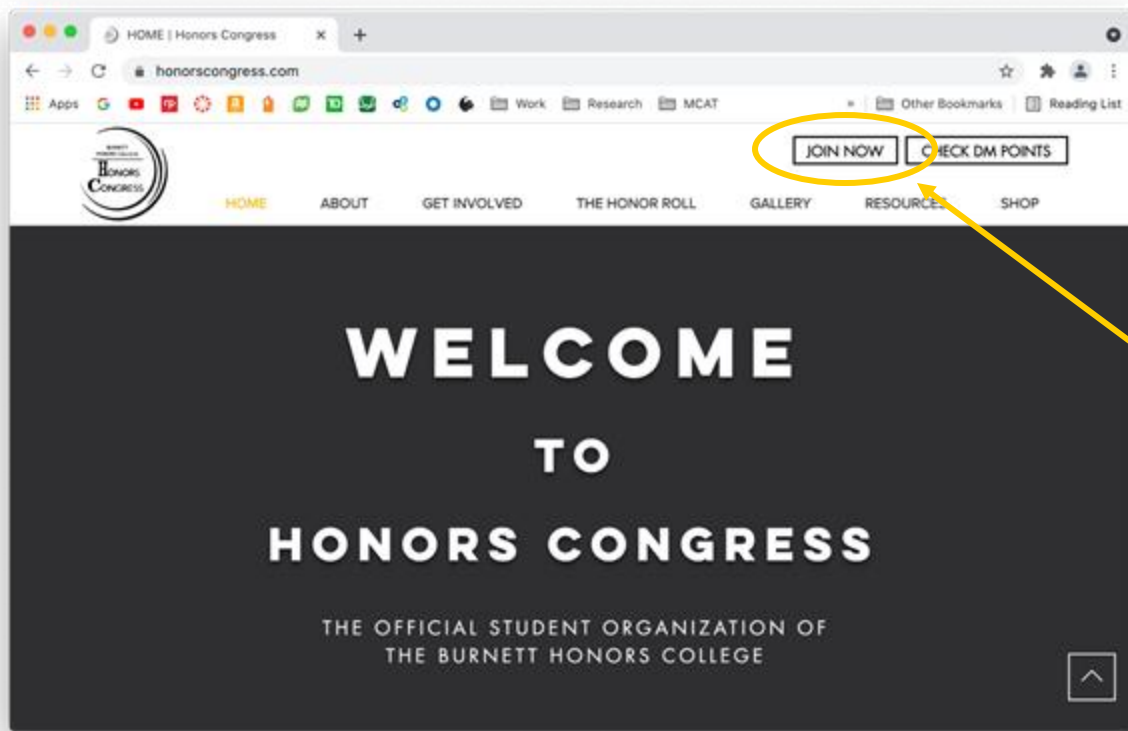 HOME | Honors Congress
honorscongress.com
Apps Work Research MCAT » Other Bookmarks Reading List
HONORS
CONGRESS
JOIN NOW CHECK DM POINTS
HOME ABOUT GET INVOLVED THE HONOR ROLL GALLERY RESOURCES SHOP
WELCOME
TO
HONORS CONGRESS
THE OFFICIAL STUDENT ORGANIZATION OF
THE BURNETT HONORS COLLEGE